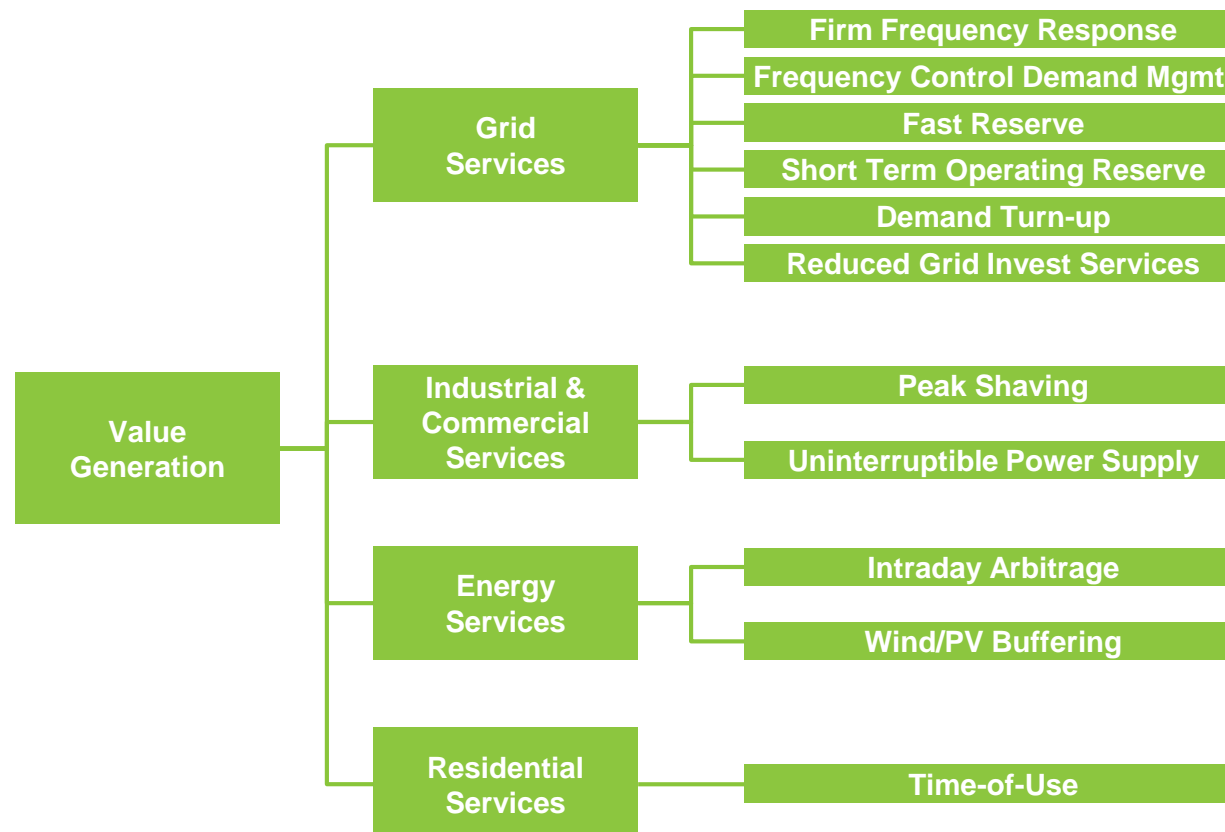 Value
Generation
Grid
Services
Firm Frequency Response
Frequency Control Demand Mgmt
Fast Reserve
Short Term Operating Reserve
Demand Turn-up
Reduced Grid Invest Services
Industrial &
Commercial
Services
Peak Shaving
Uninterruptible Power Supply
Energy
Services
Intraday Arbitrage
Wind/PV Buffering
Residential
Services
Time-of-Use